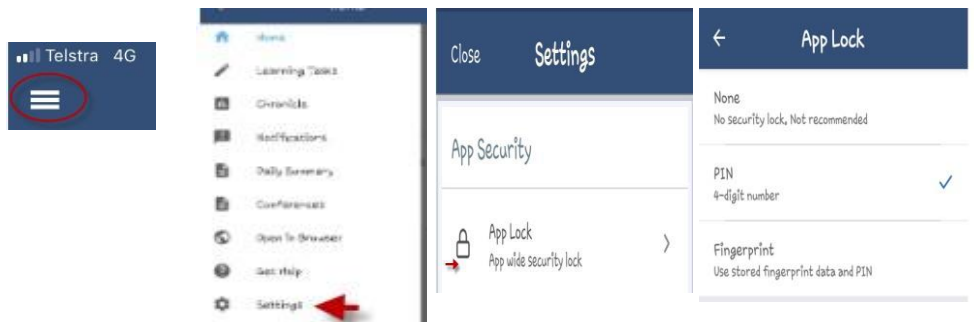 Telstra 4G
Home
Home
Learning Tasks
Chronicle
Notifications
Daily Summary
Conferences
Open In Browser
Get Help
Settings
Close Settings
App Security
App Lock
App wide security lock
App Lock
None
No security lock. Not recommended
PIN
4-digit number
Fingerprint
Use stored fingerprint data and PIN